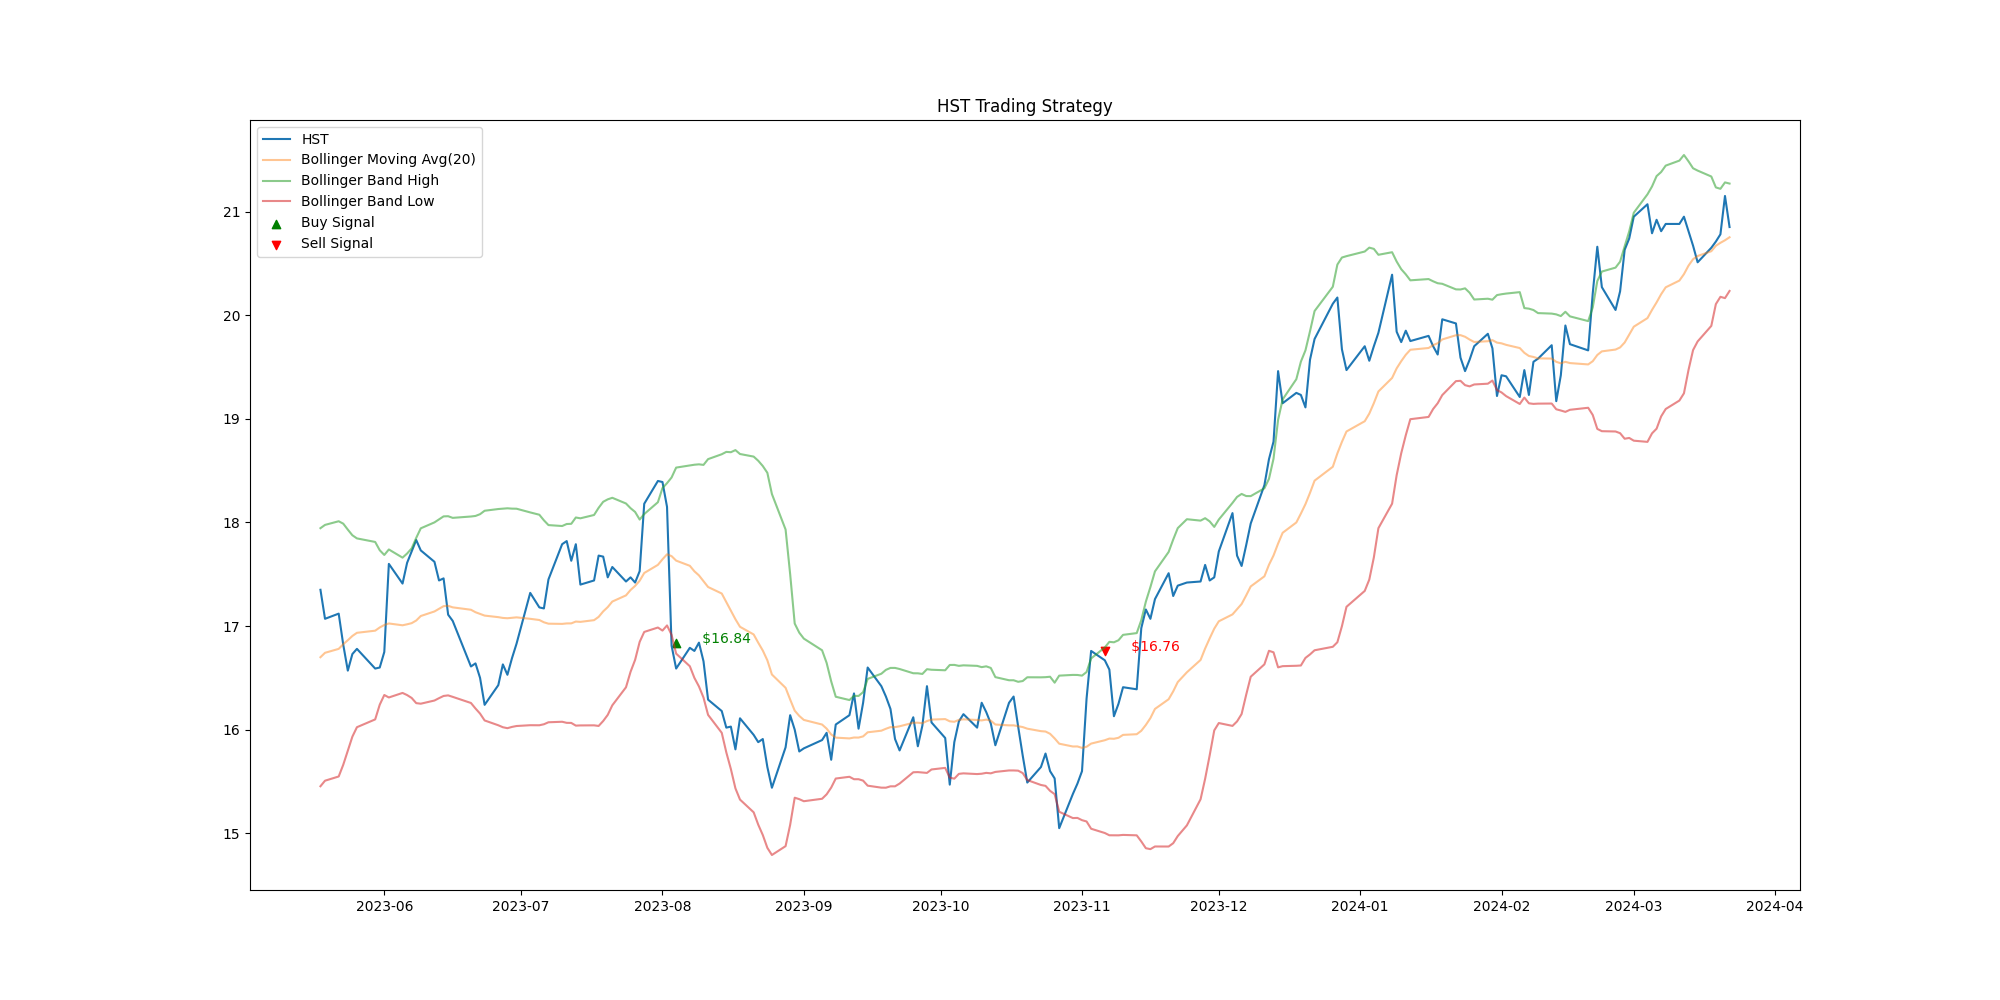 HST Trading Strategy
HST
Bollinger Moving Avg(20)
Bollinger Band High
Bollinger Band Low
Buy Signal
Sell Signal
21
20
19
18
17
16
15
$16.84
$16.76
2023-06 2023-07 2023-08 2023-09 2023-10 2023-11 2023-12 2024-01 2024-02 2024-03 2024-04